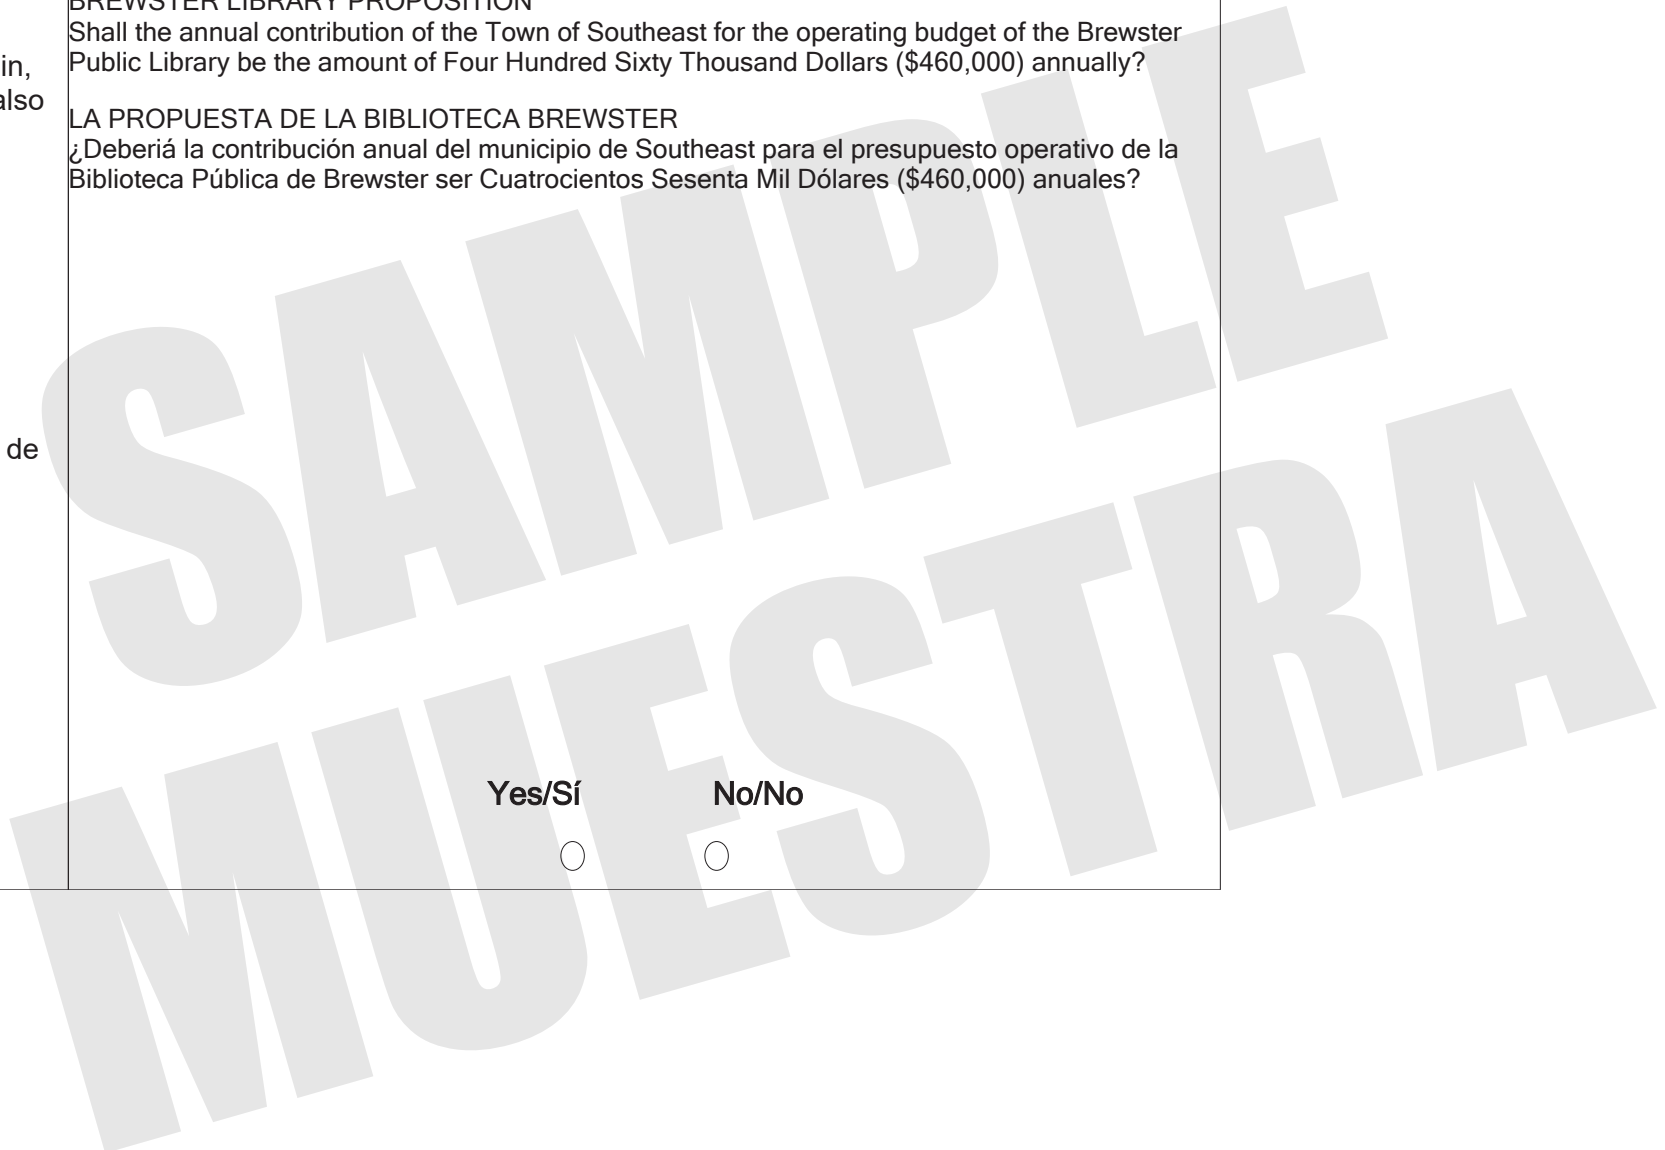 in,
also
de
BREWSTER LIBRARY PROPOSITION
Shall the annual contribution of the Town of Southeast for the operating budget of the Brewster
Public Library be the amount of Four Hundred Sixty Thousand Dollars ($460,000) annually?
LA PROPUESTA DE LA BIBLIOTECA BREWSTER
¿Deberiá la contribución anual del municipio de Southeast para el presupuesto operativo de la
Biblioteca Pública de Brewster ser Cuatrocientos Sesenta Mil Dólares ($460,000) anuales?
Yes/Sí No/No
SAMPLE
MUESTRA